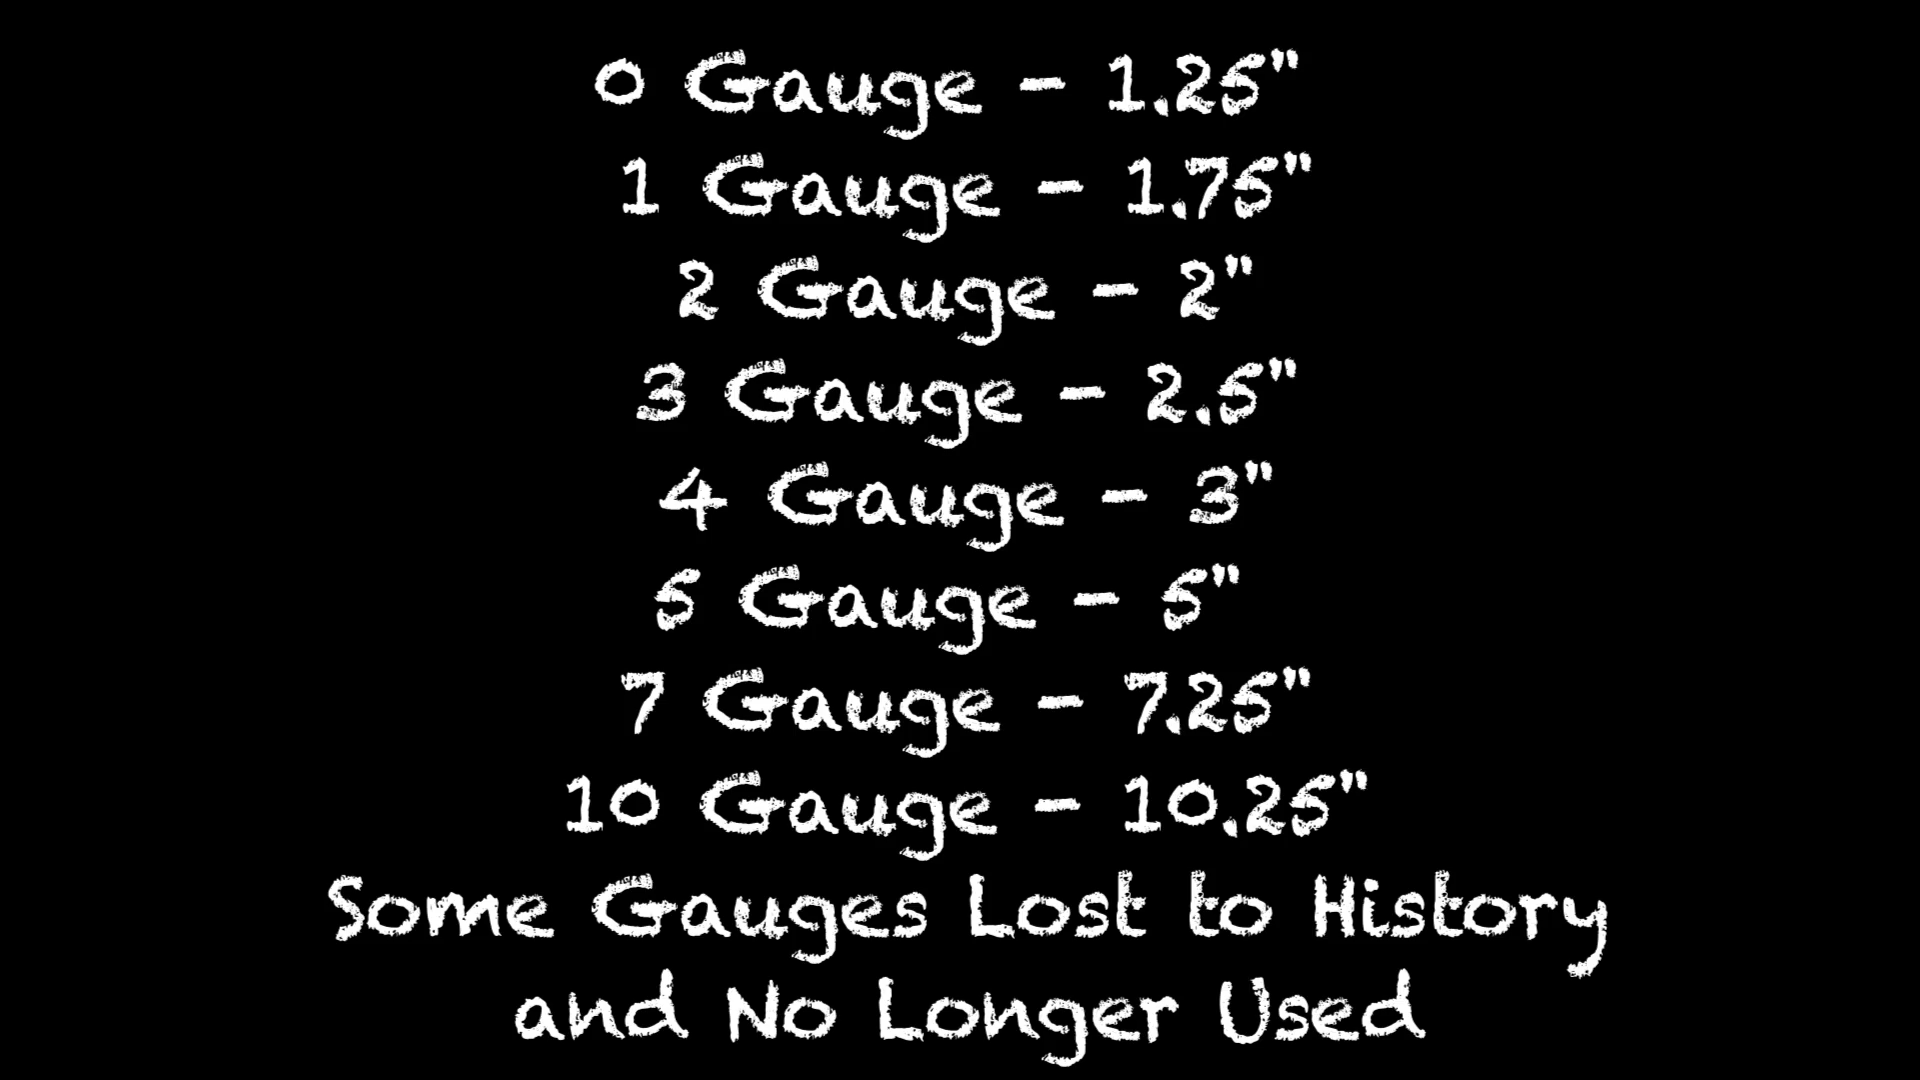 0 Gauge - 1.25"
1 Gauge - 1.75"
2 Gauge - 2"
3 Gauge - 2.5"
4 Gauge - 3"
5 Gauge - 5"
7 Gauge - 7.25"
10 Gauge - 10.25"
Some Gauges Lost to History
and No Longer Used